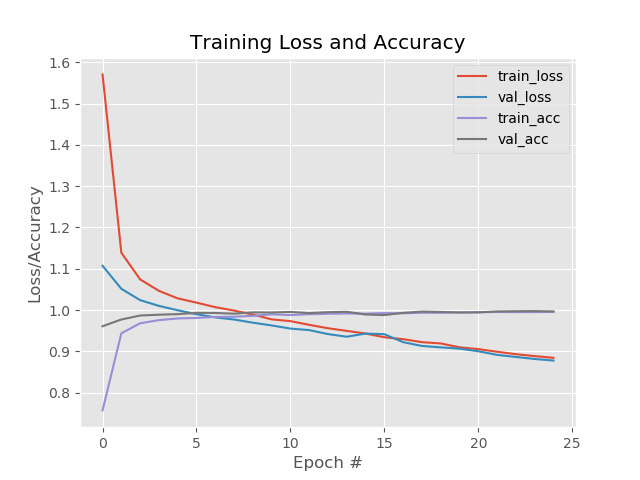 Training Loss and Accuracy
train_loss
val_loss
train_acc
val_acc
Loss/Accuracy
1.6
1.5
1.4
1.3
1.2
1.1
1.0
0.9
0.8
0 5 10 15 20 25
Epoch #